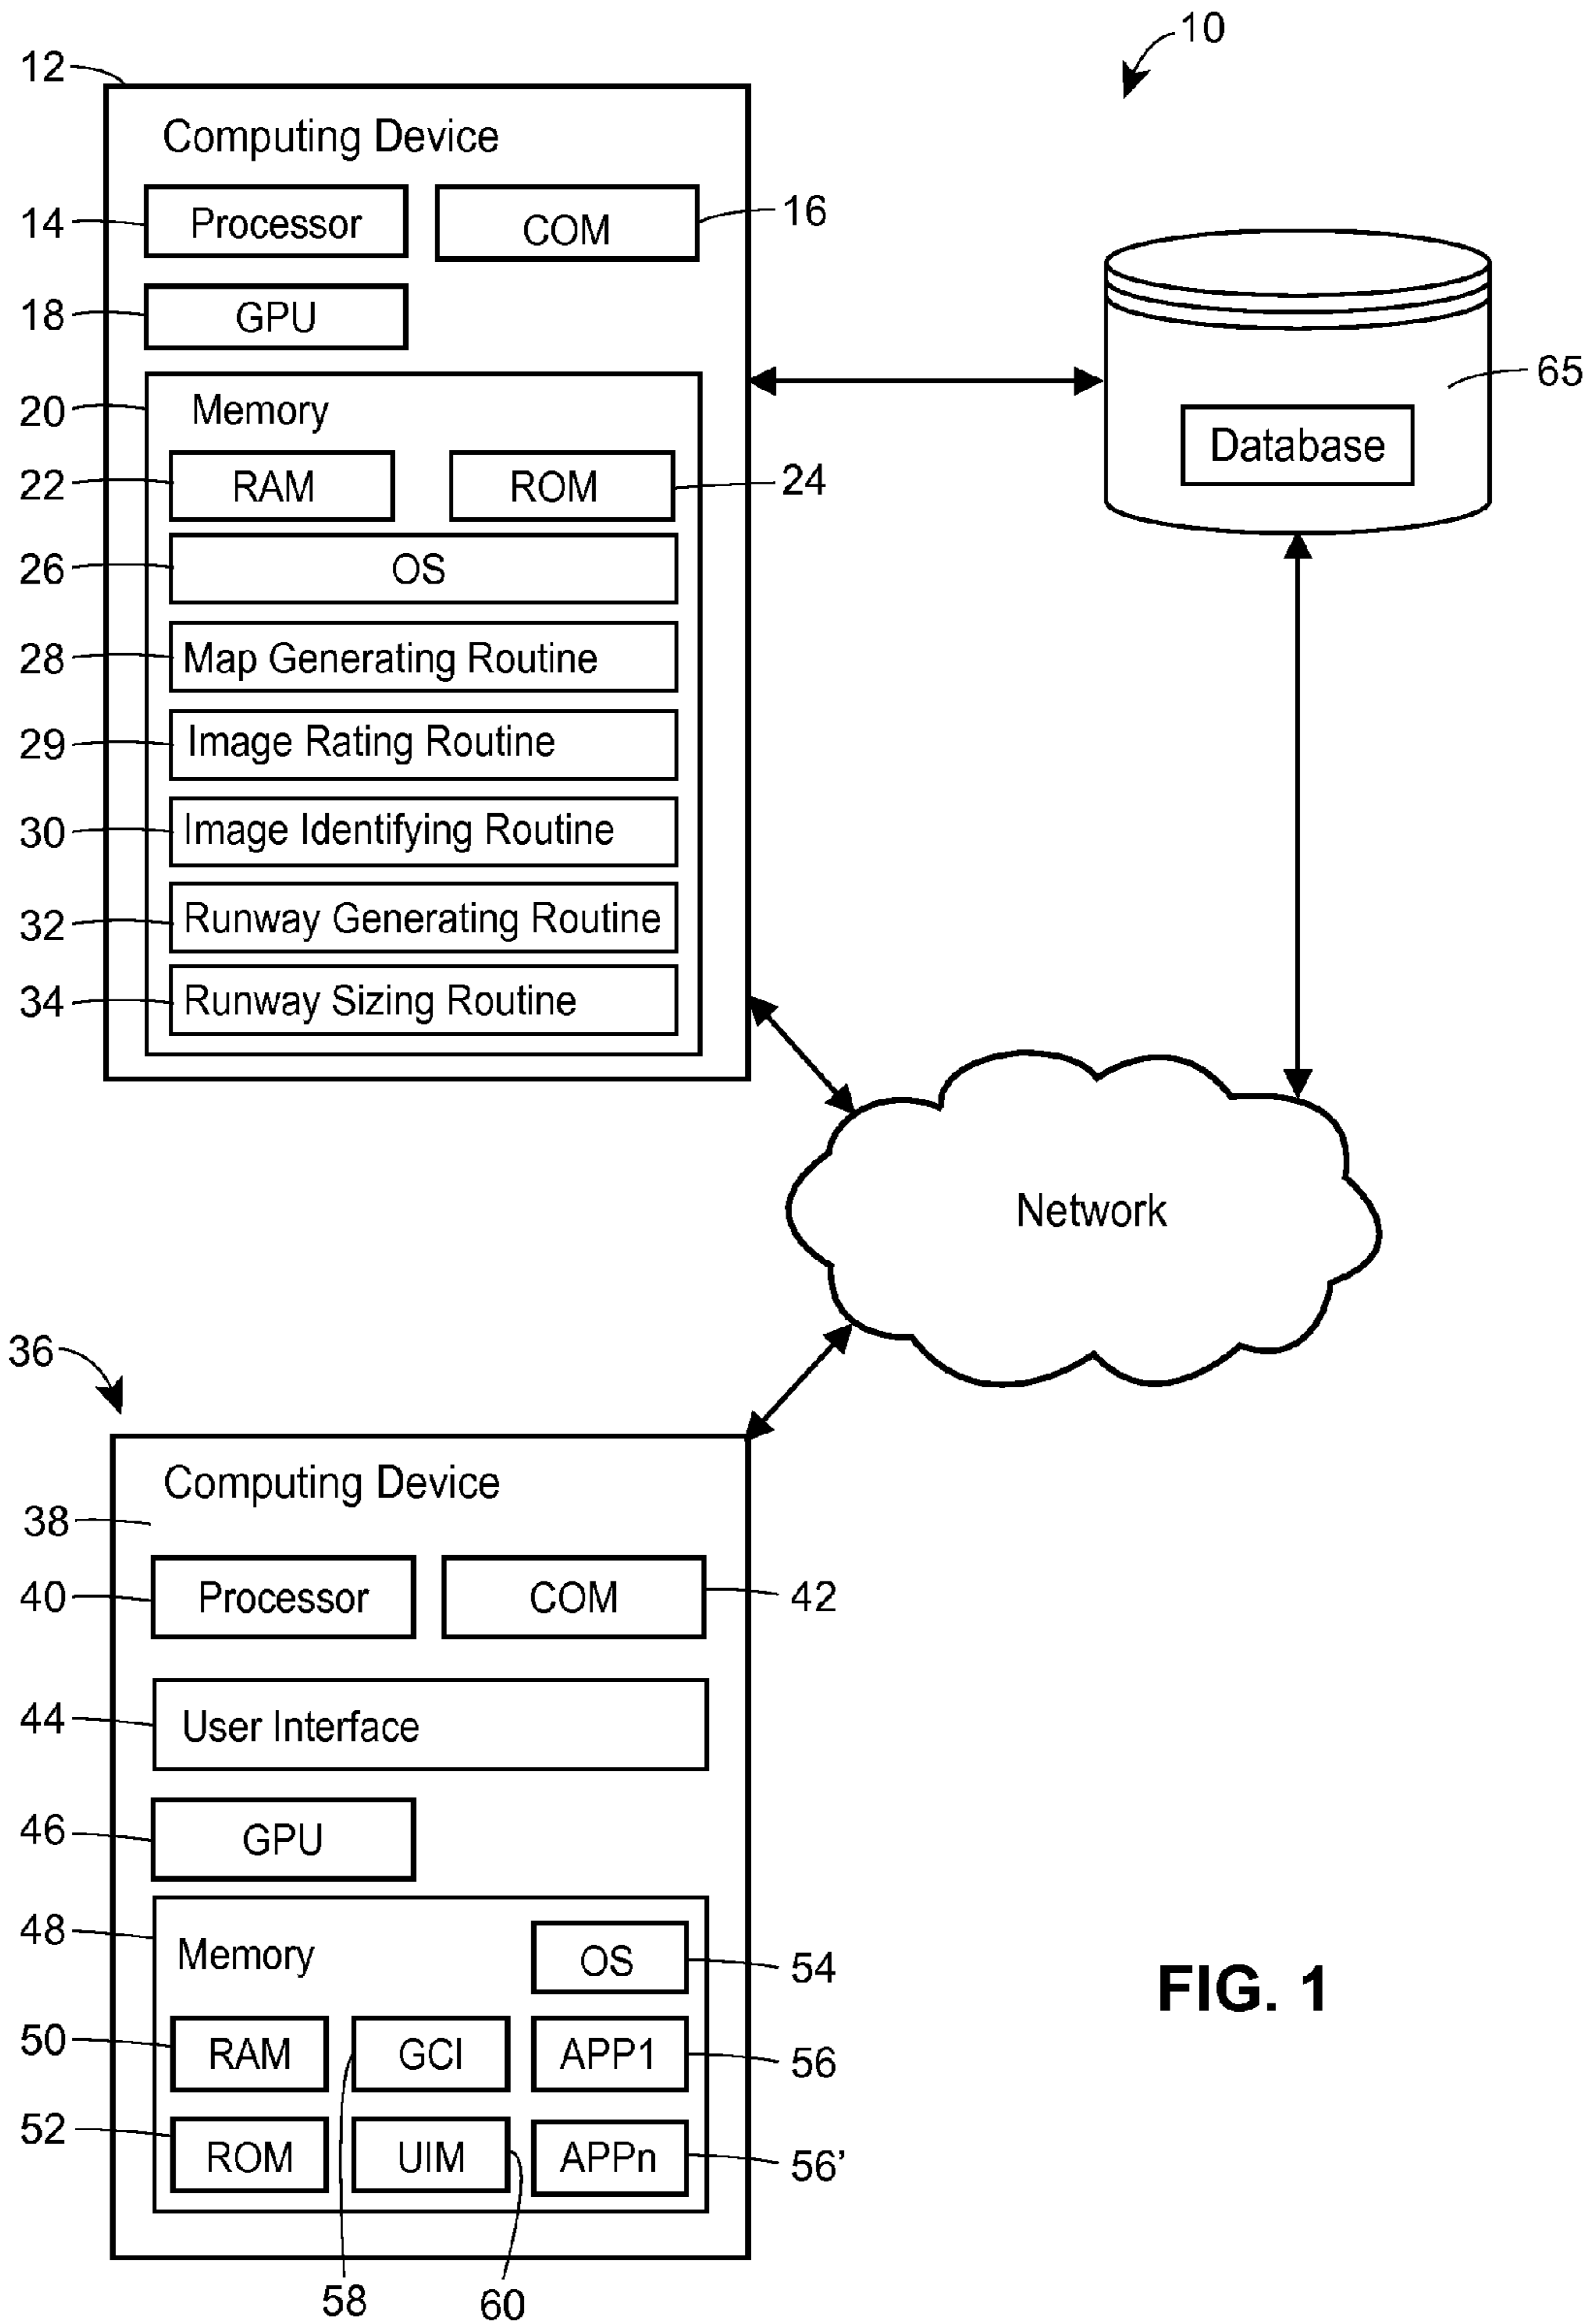 10
12
Computing Device
14
Processor
COM
16
18
GPU
20
Memory
22
RAM
ROM
24
26
OS
28
Map Generating Routine
29
Image Rating Routine
30
Image Identifying Routine
32
Runway Generating Routine
34
Runway Sizing Routine
65
Database
Network
36
Computing Device
38
40
Processor
COM
42
44
User Interface
46
GPU
48
Memory
OS
54
50
RAM
GCI
APP1
56
52
ROM
UIM
APPn
56’
58
60
FIG. 1